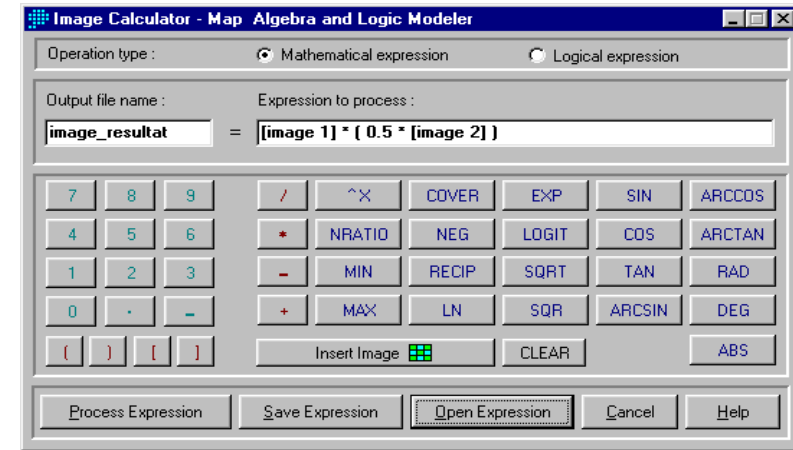 Image Calculator - Map Algebra and Logic Modeler
Operation type : Mathematical expression Logical expression
Output file name : Expression to process :
image_resultat = [image 1] * ( 0.5 * [image 2] )
7 8 9 / ^X COVER EXP SIN ARCCOS
4 5 6 * NRATIO NEG LOGIT COS ARCTAN
1 2 3 - MIN RECIP SQRT TAN RAD
0 . - + MAX LN SQR ARCSIN DEG
( ) [ ] Insert Image CLEAR ABS
Process Expression Save Expression Open Expression Cancel Help